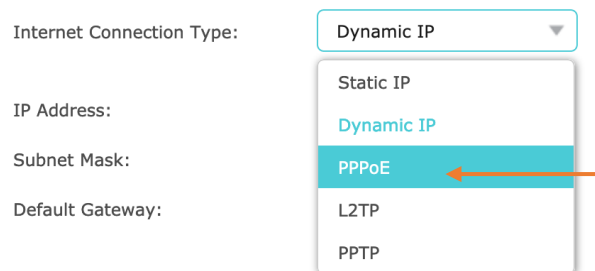 Internet Connection Type: Dynamic IP
Static IP
IP Address:
Dynamic IP
Subnet Mask: PPPoE
Default Gateway: L2TP
PPTP